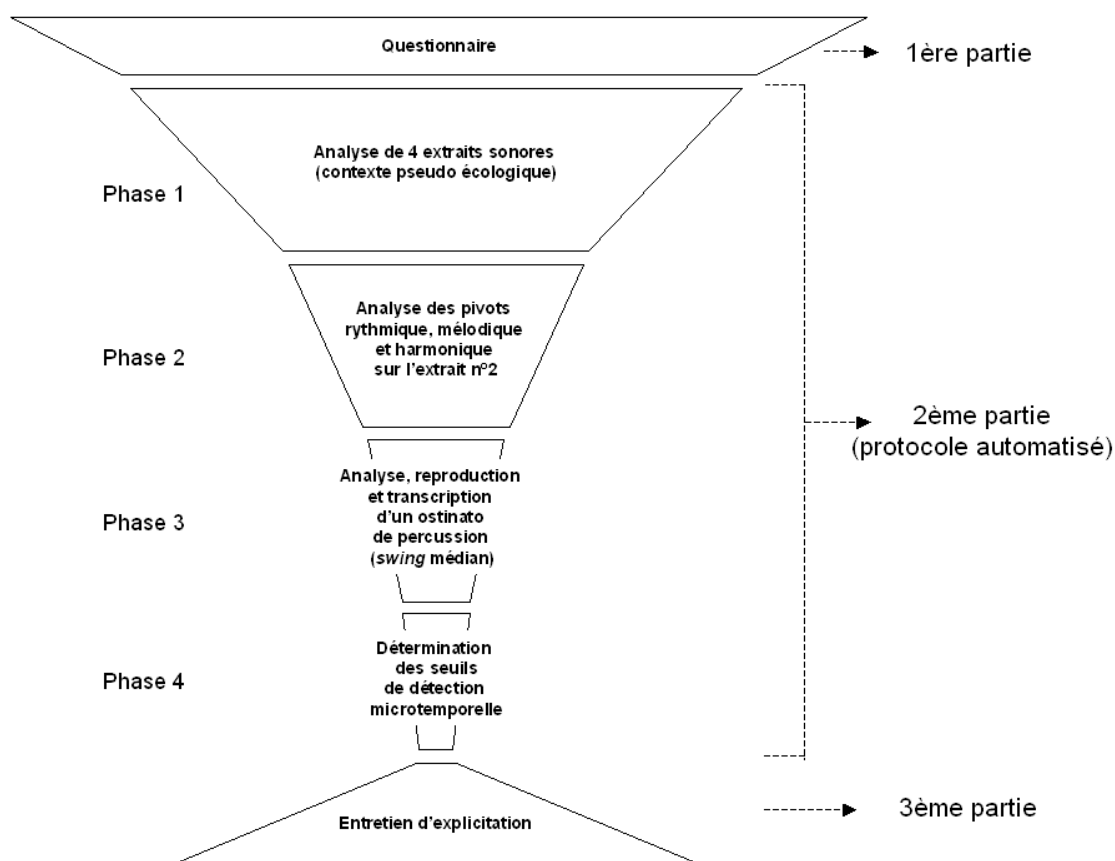 Questionnaire
1ère partie
Phase 1
Analyse de 4 extraits sonores
(contexte pseudo écologique)
Phase 2
Analyse des pivots
rythmique, mélodique
et harmonique
sur l'extrait n°2
2ème partie
(protocole automatisé)
Phase 3
Analyse, reproduction
et transcription
d'un ostinato
de percussion
(swing médian)
Phase 4
Détermination
des seuils
de détection
microtemporelle
Entretien d'explicitation
3ème partie